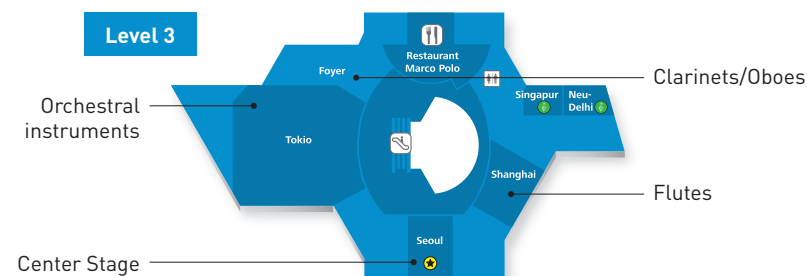 Level 3
Restaurant
Marco Polo
Foyer
Clarinets/Oboes
Singapur
Neu-
Delhi
Orchestral
instruments
Tokio
Shanghai
Flutes
Seoul
Center Stage